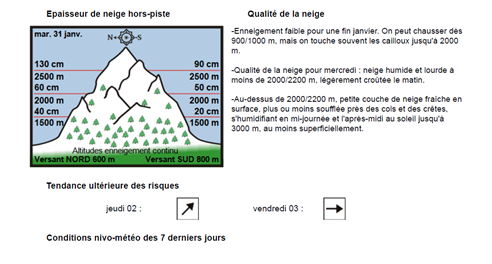 Epaisseur de neige hors-piste
Qualité de la neige
mar. 31 janv.
N S
130 cm
90 cm
2500 m
2500 m
60 cm
60 cm
2000 m
2000 m
40 cm
20 cm
1500 m
1500 m
Altitudes enneigement continu
Versant NORD 600 m
Versant SUD 800 m
-Enneigement faible pour une fin janvier. On peut chausser dès
900/1000 m, mais on touche souvent les cailloux jusqu'à 2000
m.
-Qualité de la neige pour mercredi : neige humide et lourde à
moins de 2000/2200 m, légèrement croûtée le matin.
-Au-dessus de 2000/2200 m, petite couche de neige fraîche en
surface, plus ou moins soufflée près des cols et des crêtes,
s'humidifiant en mi-journée et l'après-midi au soleil jusqu'à
3000 m, au moins superficiellement.
Tendance ultérieure des risques
jeudi 02 :
vendredi 03 :
Conditions nivo-météo des 7 derniers jours